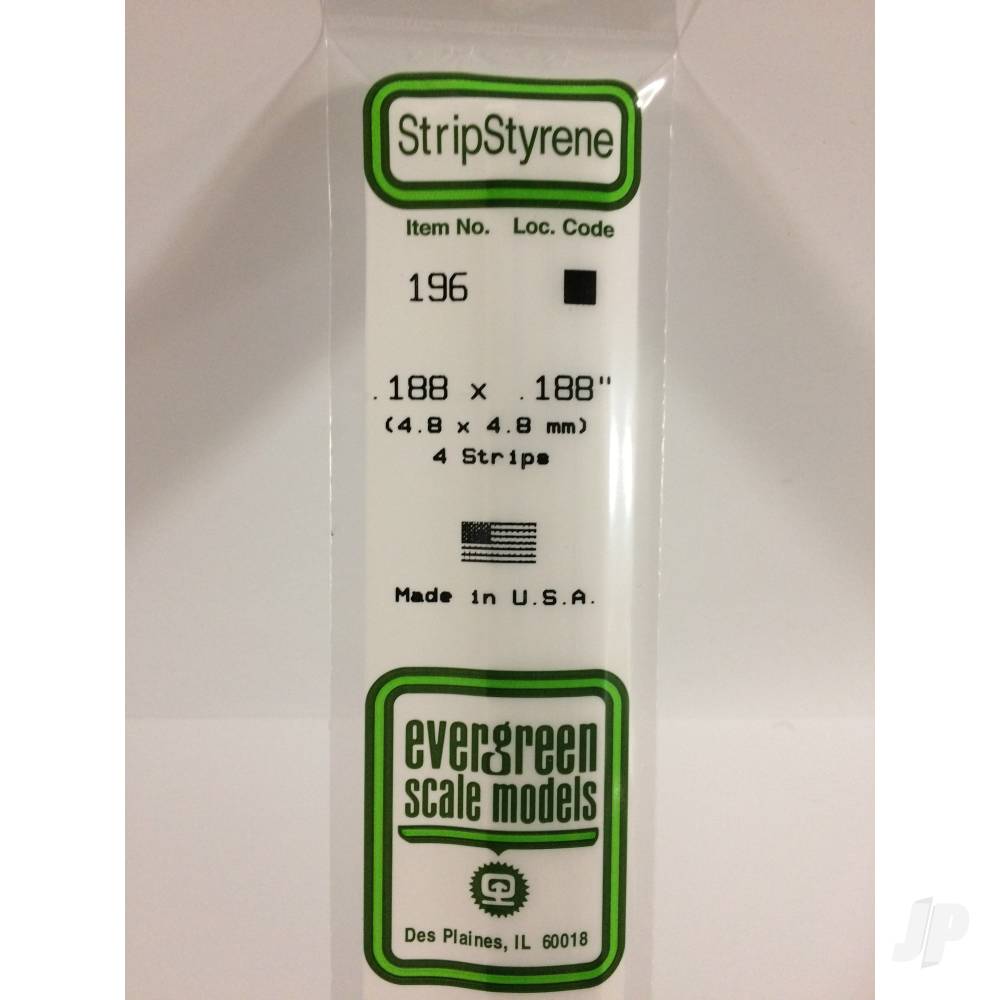 StripStyrene
Item No. Loc. Code
196
.188 x .188"
(4.8 x 4.8 mm)
4 Strips
Made in U.S.A.
evergreen
scale models
Des Plaines, IL 60018
JP